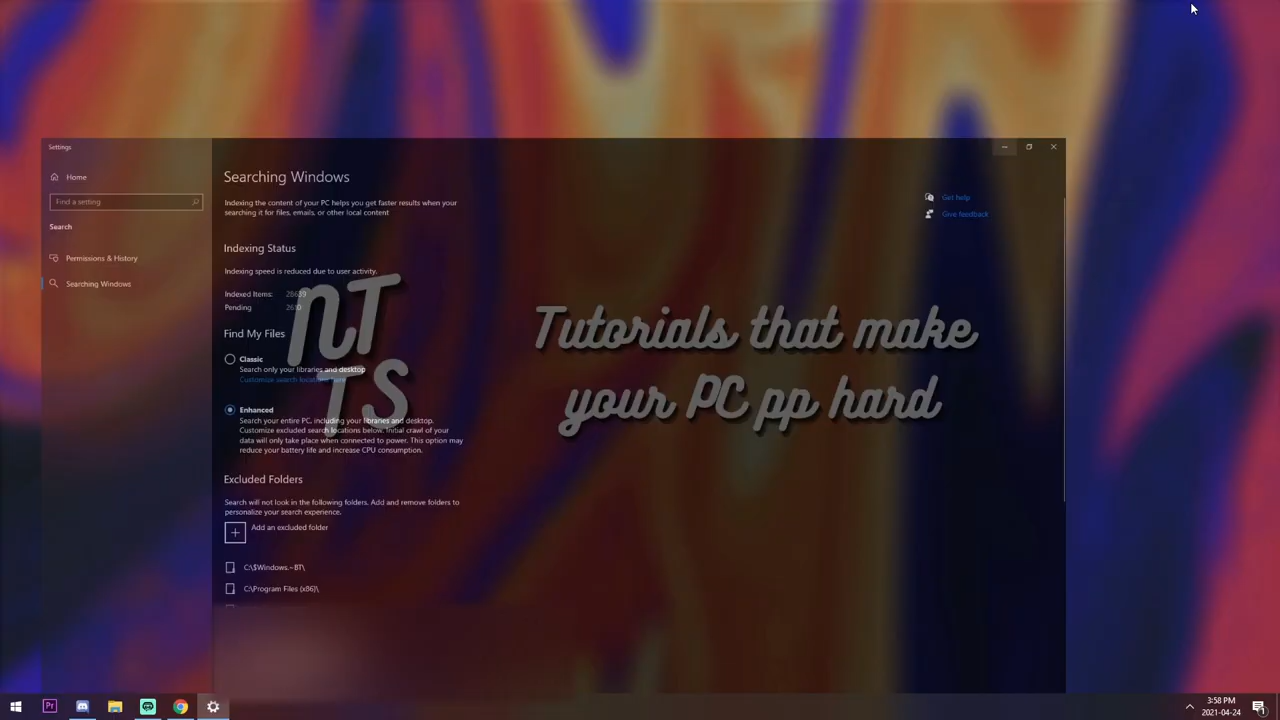 Settings
Home
Find a setting
Search
Permissions & History
Searching Windows
Searching Windows
Indexing the content of your PC helps you get faster results when your
searching it for files, emails, or other local content
Get help
Give feedback
Indexing Status
Indexing speed is reduced due to user activity.
Indexed Items:
Pending
Find My Files
Classic
Search only your libraries and desktop
Customize search locations here
Enhanced
Search your entire PC, including your libraries and desktop.
Customize excluded search locations below. Initial crawl of your
data will only take place when connected to power. This option may
reduce your battery life and increase CPU consumption.
Excluded Folders
Search will not look in the following folders. Add and remove folders to
personalize your search experience.
Add an excluded folder
C:\$Windows.~BT\
C:\Program Files (x86)\
NT
TS
Tutorials that make
your PC pp hard
Pr
3:58 PM
2021-04-24
1